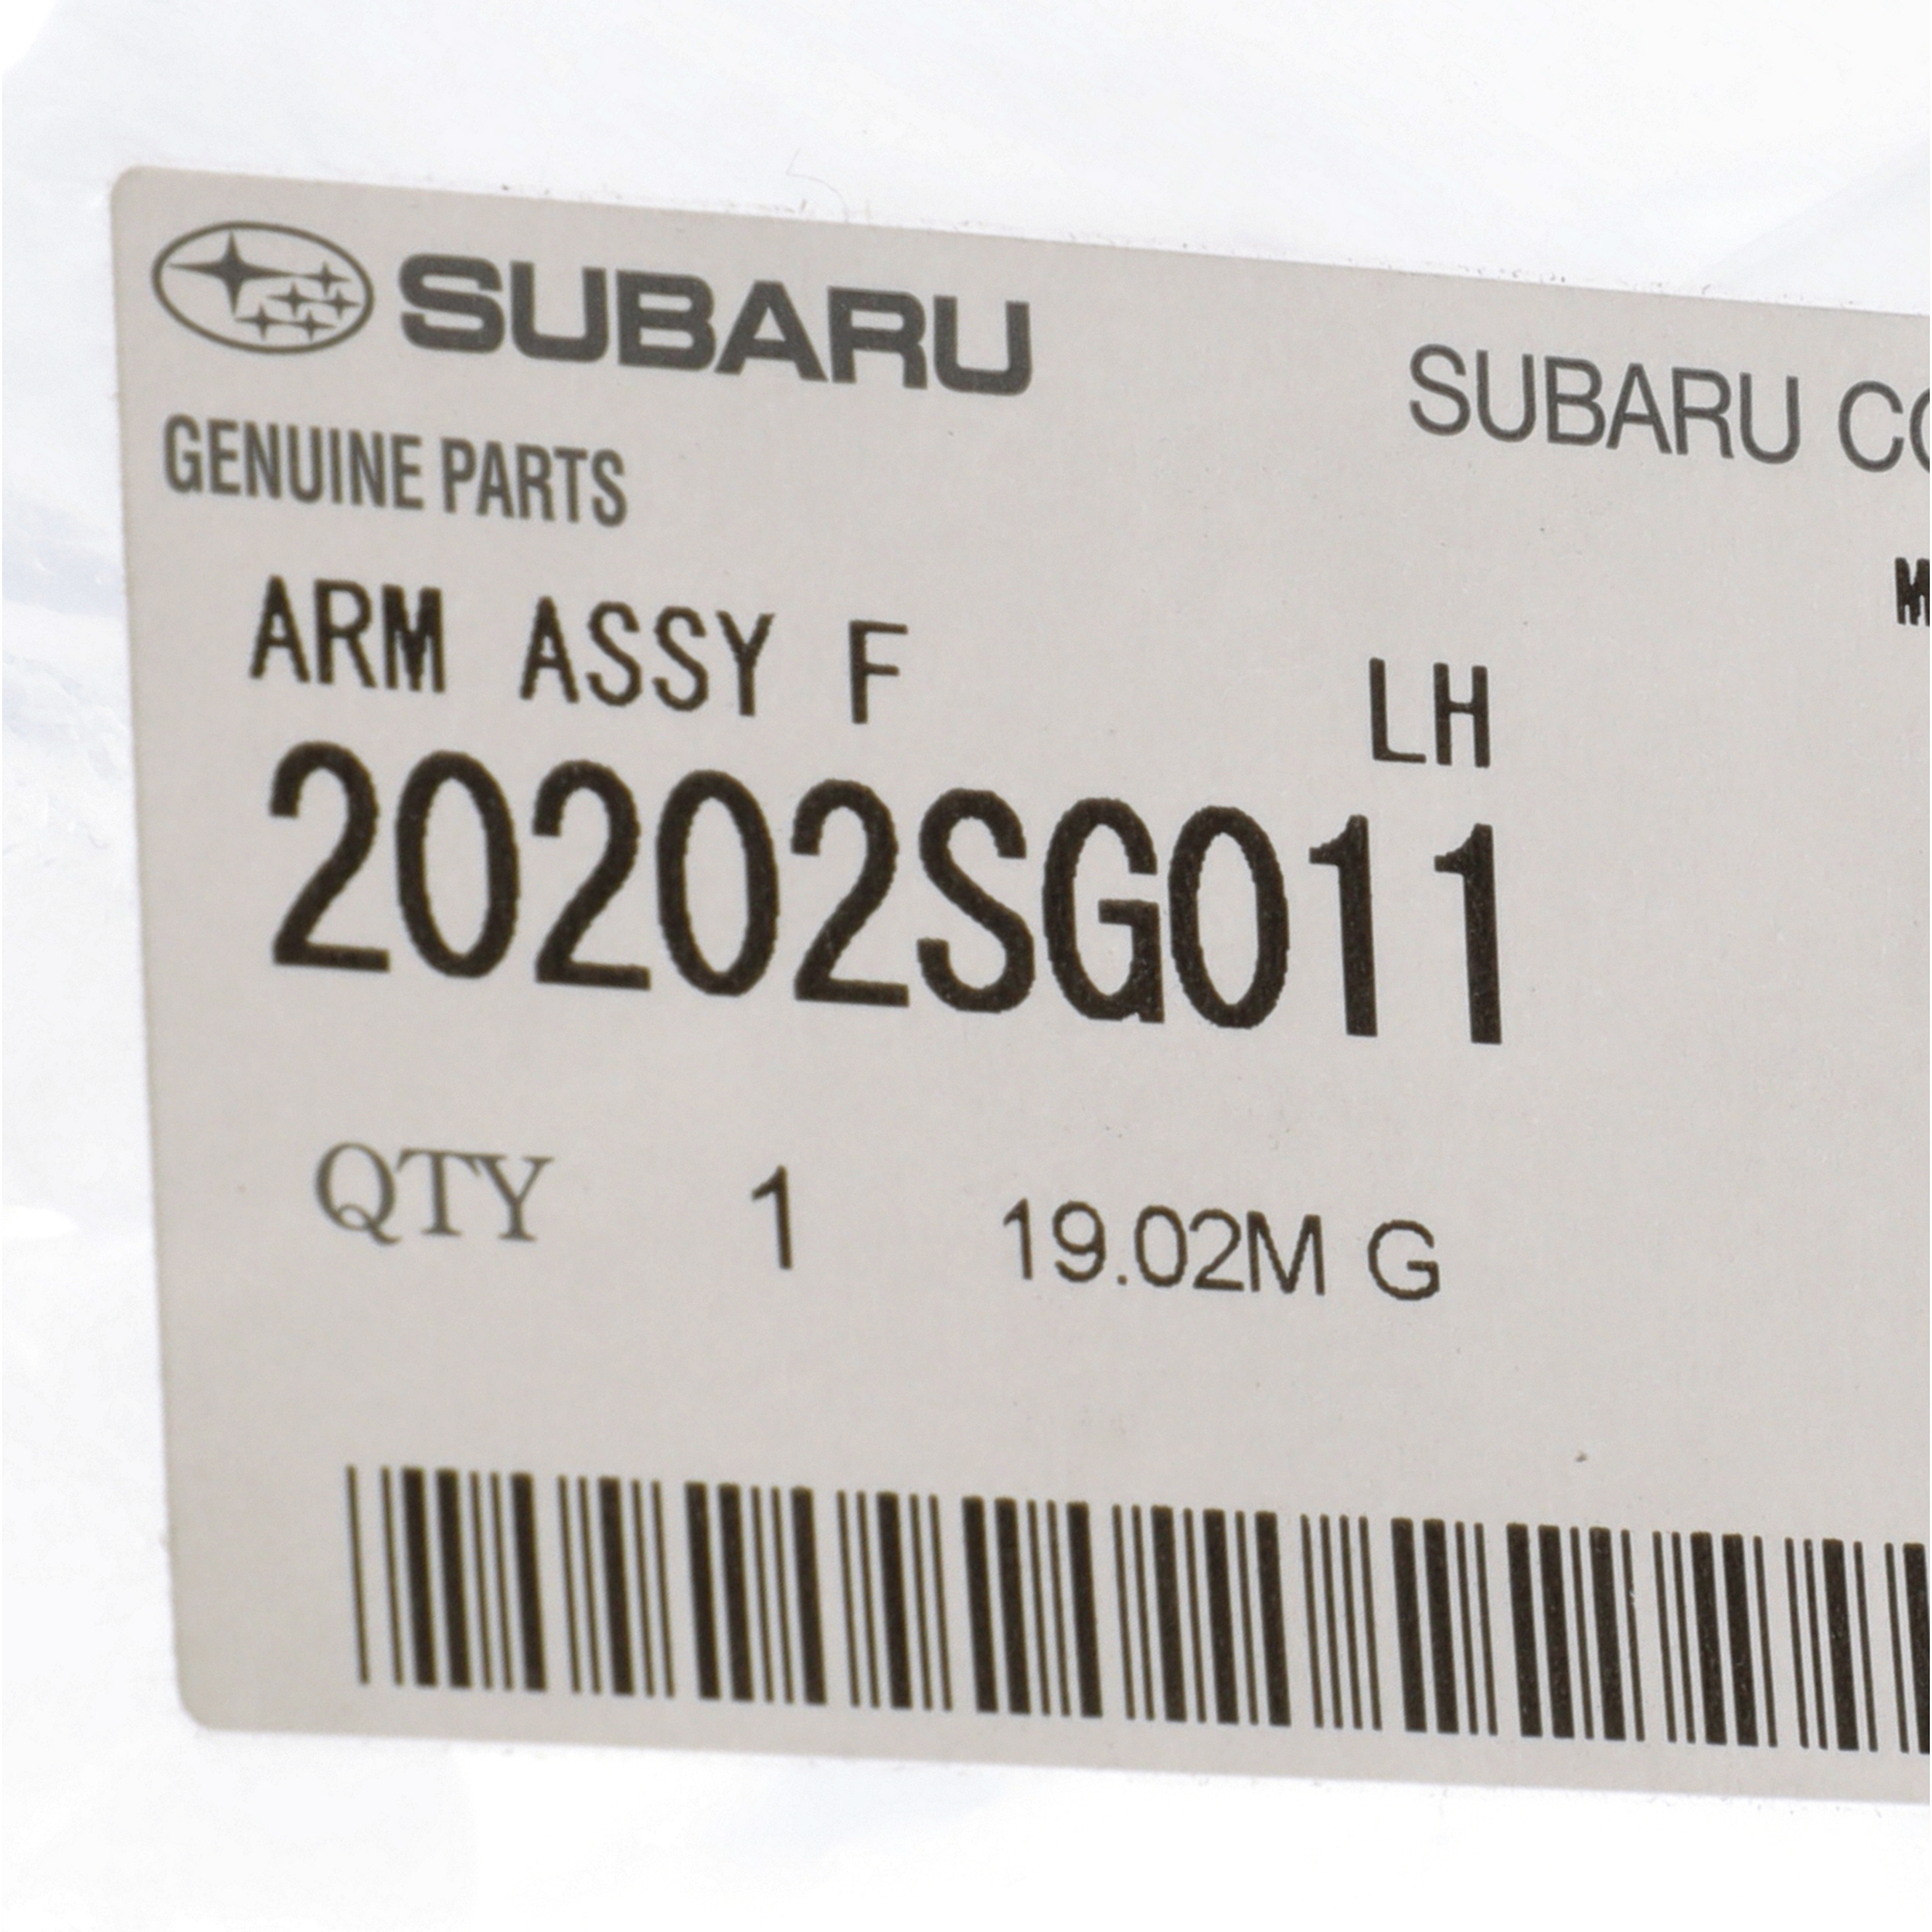 SUBARU
SUBARU
GENUINE PARTS
ARM ASSY F LH
20202SG011
QTY 1 19.02M G